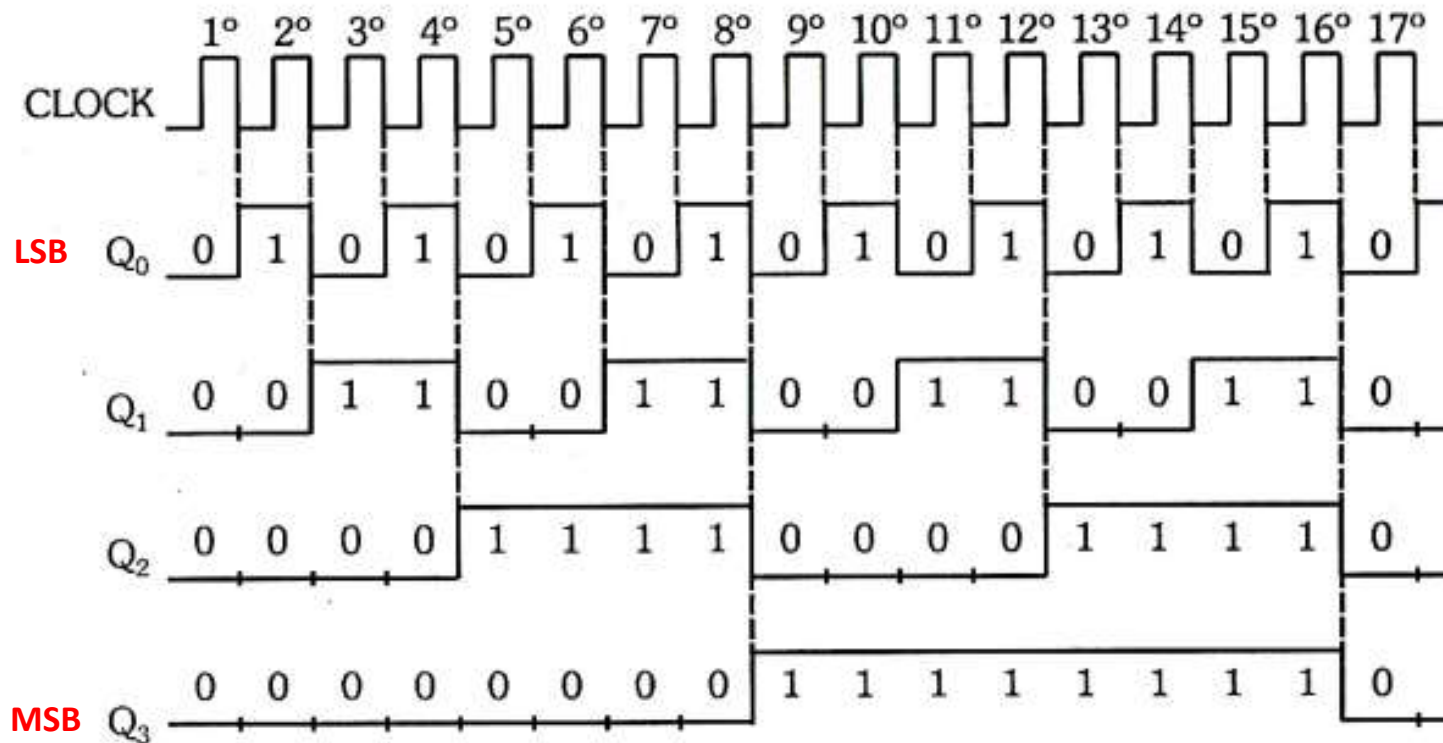 1º 2º 3º 4º 5º 6º 7º 8º 9º 10º 11º 12º 13º 14º 15º 16º 17º
CLOCK
LSB Q₀ 0 1 0 1 0 1 0 1 0 1 0 1 0 1 0 1 0
Q₁ 0 0 1 1 0 0 1 1 0 0 1 1 0 0 1 1 0
Q₂ 0 0 0 0 1 1 1 1 0 0 0 0 1 1 1 1 0
MSB Q₃ 0 0 0 0 0 0 0 0 1 1 1 1 1 1 1 1 0